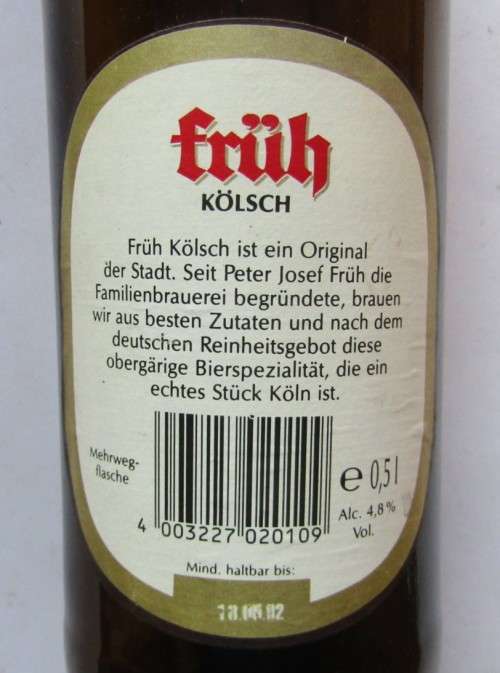 früh
KÖLSCH
Früh Kölsch ist ein Original
der Stadt. Seit Peter Josef Früh die
Familienbrauerei begründete, brauen
wir aus besten Zutaten und nach dem
deutschen Reinheitsgebot diese
obergärige Bierspezialität, die ein
echtes Stück Köln ist.
Mehrweg-
flasche
e 0,5 l
Alc. 4,8 %
Vol.
4 003227 020109
Mind. haltbar bis: